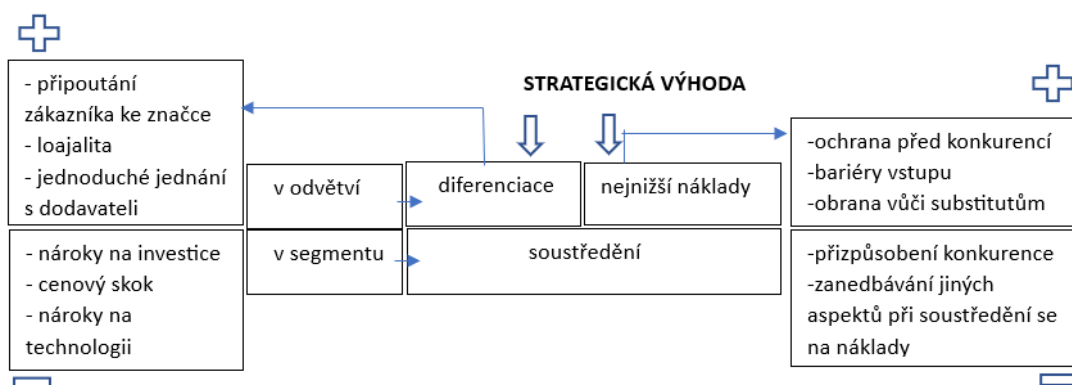 - připoutání
zákazníka ke značce
- loajalita
- jednoduché jednání
s dodavateli
- nároky na investice
- cenový skok
- nároky na
technologii
STRATEGICKÁ VÝHODA
v odvětví
diferenciace
nejnižší náklady
v segmentu
soustředění
-ochrana před konkurencí
-bariéry vstupu
-obrana vůči substitutům
-přizpůsobení konkurence
-zanedbávání jiných
aspektů při soustředění se
na náklady